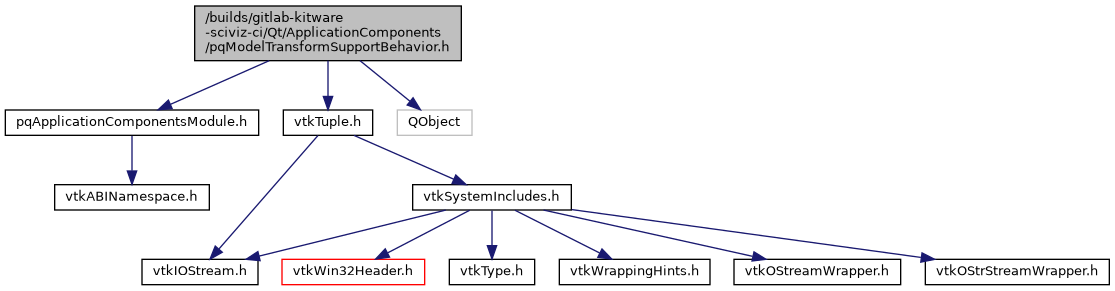 /builds/gitlab-kitware
-sciviz-ci/Qt/ApplicationComponents
/pqModelTransformSupportBehavior.h
pqApplicationComponentsModule.h
vtkTuple.h
QObject
vtkABINamespace.h
vtkSystemIncludes.h
vtkIOStream.h
vtkWin32Header.h
vtkType.h
vtkWrappingHints.h
vtkOStreamWrapper.h
vtkOStrStreamWrapper.h